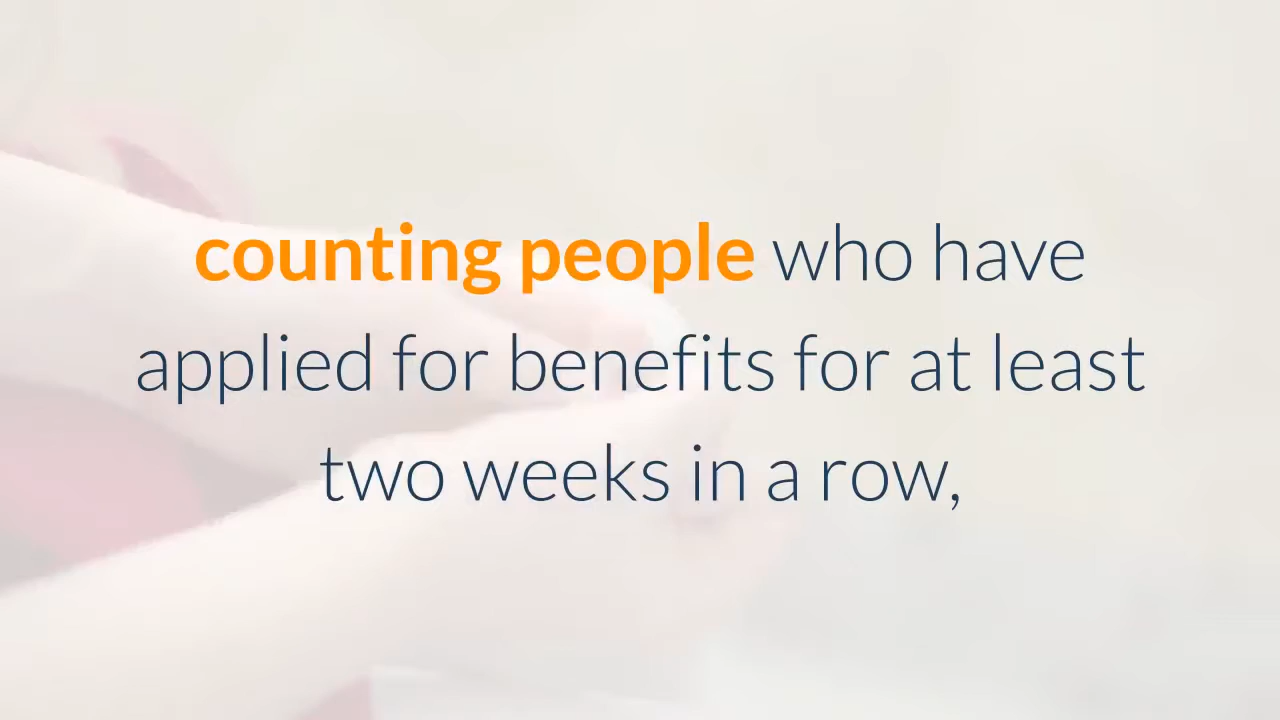 counting people who have
applied for benefits for at least
two weeks in a row,